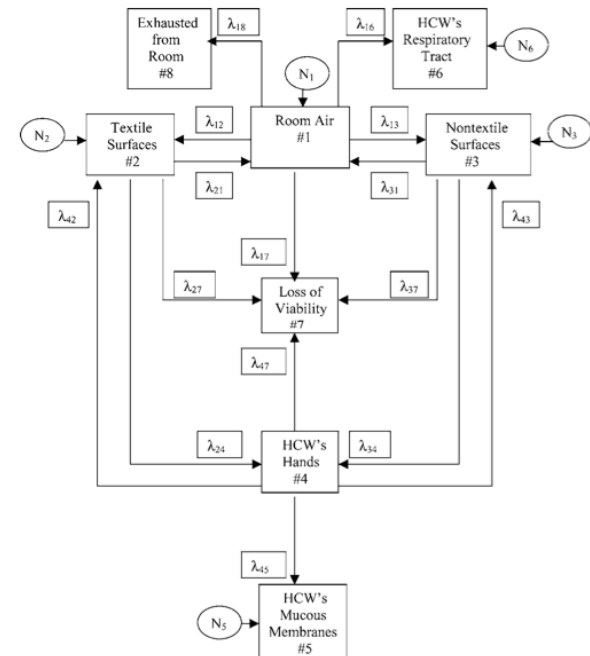 Exhausted
from
Room
#8
λ18
λ16
HCW's
Respiratory
Tract
#6
N6
N1
N2
Textile
Surfaces
#2
λ12
Room Air
#1
λ13
Nontextile
Surfaces
#3
N3
λ21
λ31
λ42
λ43
λ17
λ27
Loss of
Viability
#7
λ37
λ47
λ24
HCW's
Hands
#4
λ34
λ45
N5
HCW's
Mucous
Membranes
#5